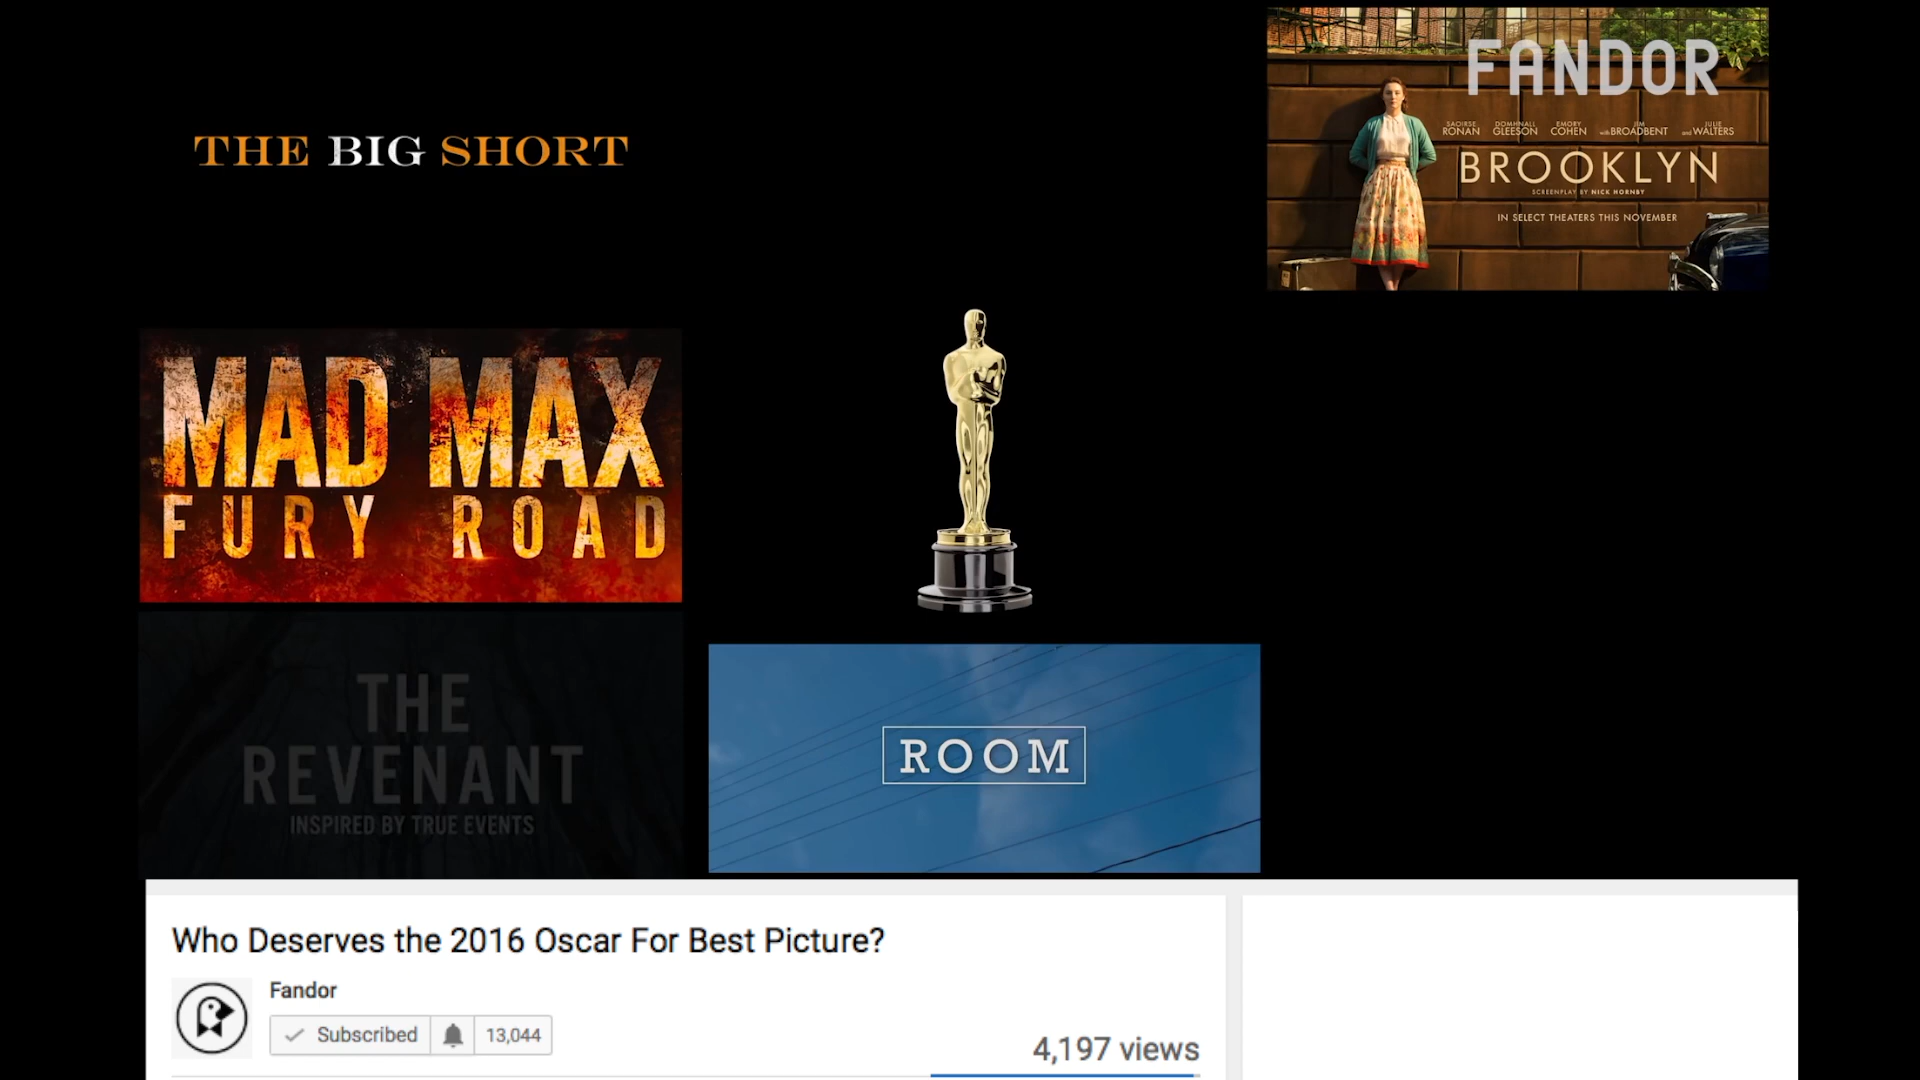 THE BIG SHORT
FANDOR
SAOIRSE RONAN DOMHNALL GLEESON EMORY COHEN with JIM BROADBENT and JULIE WALTERS
BROOKLYN
SCREENPLAY BY NICK HORNBY
IN SELECT THEATERS THIS NOVEMBER
MAD MAX
FURY ROAD
THE
REVENANT
INSPIRED BY TRUE EVENTS
ROOM
Who Deserves the 2016 Oscar For Best Picture?
Fandor
Subscribed 13,044
4,197 views